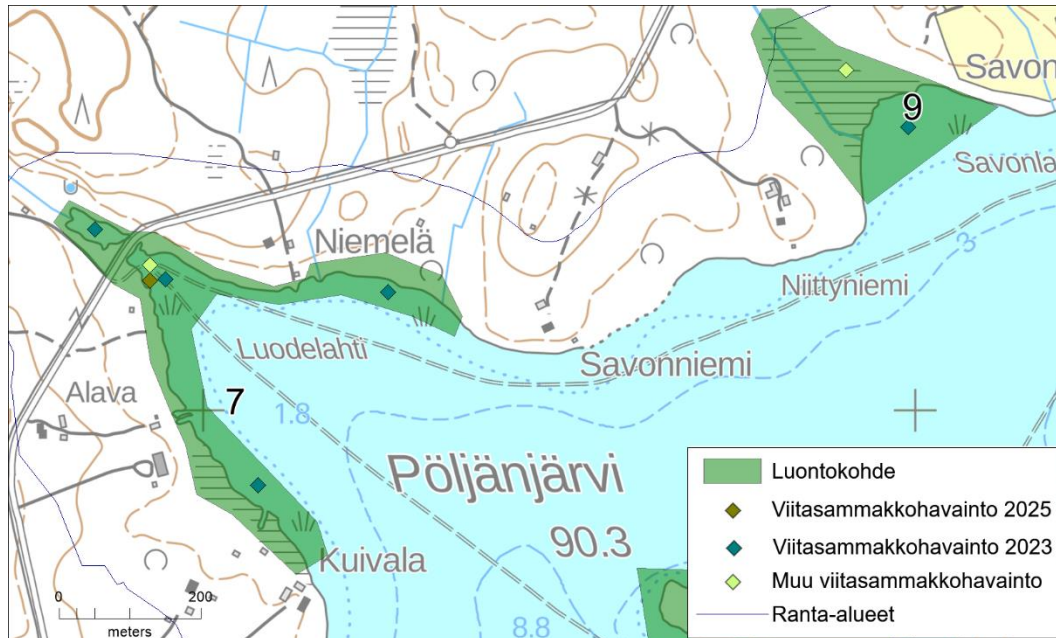 Savon
9
Savonla
3
Niemelä
Niittyniemi
Luodelahti
Savonniemi
Alava
7
1.8
Pöljänjärvi
90.3
Kuivala
8.8
0 200
meters
Luontokohde
Viitasammakkohavainto 2025
Viitasammakkohavainto 2023
Muu viitasammakkohavainto
Ranta-alueet